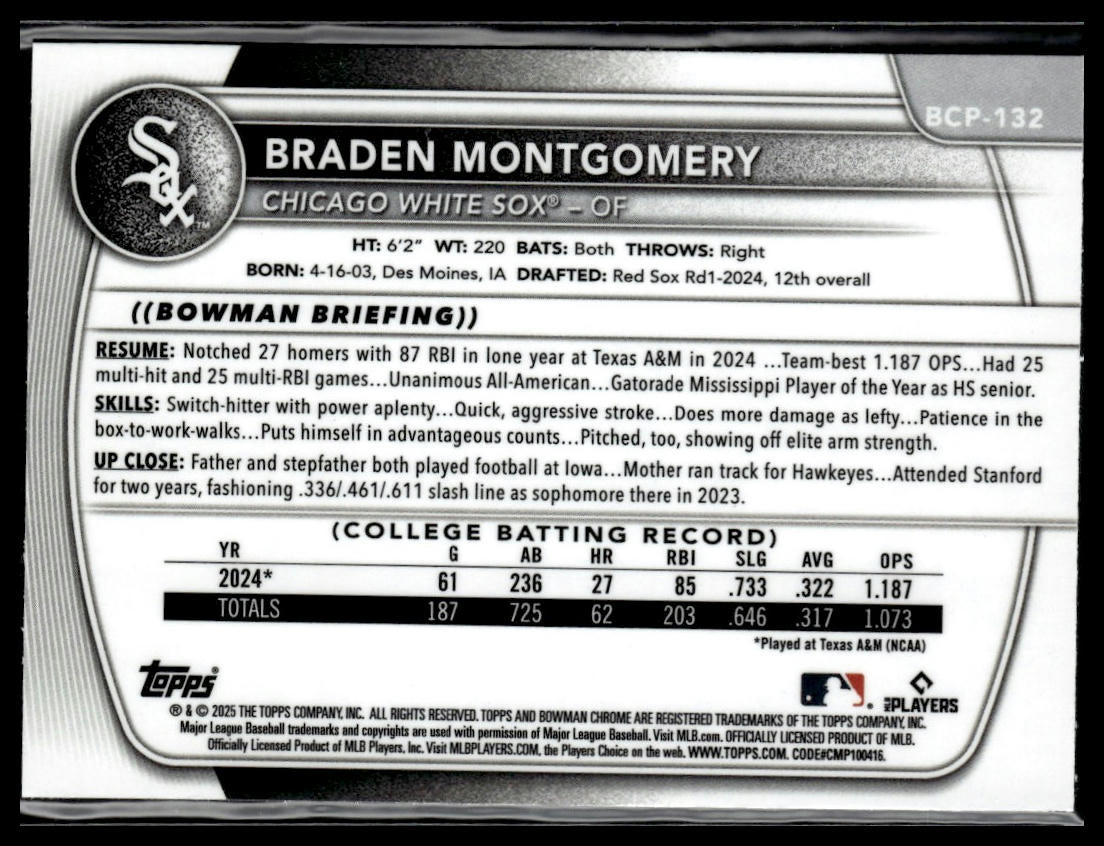 BCP-132
Sox
TM
BRADEN MONTGOMERY
CHICAGO WHITE SOX® – OF
HT: 6'2" WT: 220 BATS: Both THROWS: Right
BORN: 4-16-03, Des Moines, IA DRAFTED: Red Sox Rd1-2024, 12th overall
((BOWMAN BRIEFING))
RESUME: Notched 27 homers with 87 RBI in lone year at Texas A&M in 2024 ...Team-best 1.187 OPS...Had 25
multi-hit and 25 multi-RBI games...Unanimous All-American...Gatorade Mississippi Player of the Year as HS senior.
SKILLS: Switch-hitter with power aplenty...Quick, aggressive stroke...Does more damage as lefty...Patience in the
box-to-work-walks...Puts himself in advantageous counts...Pitched, too, showing off elite arm strength.
UP CLOSE: Father and stepfather both played football at Iowa...Mother ran track for Hawkeyes...Attended Stanford
for two years, fashioning .336/.461/.611 slash line as sophomore there in 2023.
(COLLEGE BATTING RECORD)
YR G AB HR RBI SLG AVG OPS
2024* 61 236 27 85 .733 .322 1.187
TOTALS 187 725 62 203 .646 .317 1.073
*Played at Texas A&M (NCAA)
Topps®
MLB PLAYERS
® & © 2025 THE TOPPS COMPANY, INC. ALL RIGHTS RESERVED. TOPPS AND BOWMAN CHROME ARE REGISTERED TRADEMARKS OF THE TOPPS COMPANY, INC.
Major League Baseball trademarks and copyrights are used with permission of Major League Baseball. Visit MLB.com. OFFICIALLY LICENSED PRODUCT OF MLB.
Officially Licensed Product of MLB Players, Inc. Visit MLBPLAYERS.COM, the Players Choice on the web. WWW.TOPPS.COM. CODE#CMP100416.